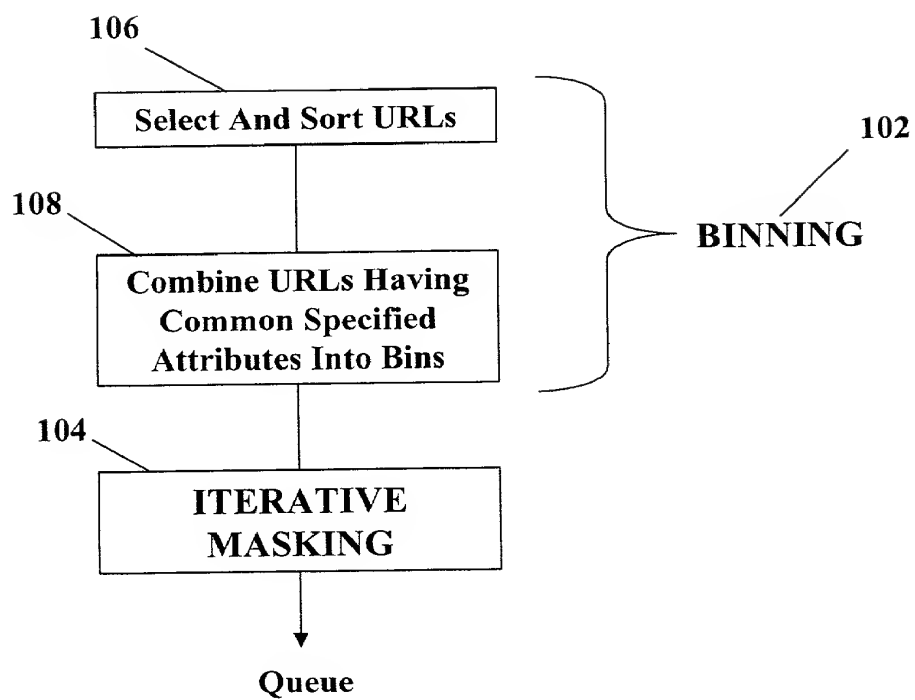 106
Select And Sort URLs
102
108
BINNING
Combine URLs Having
Common Specified
Attributes Into Bins
104
ITERATIVE
MASKING
Queue